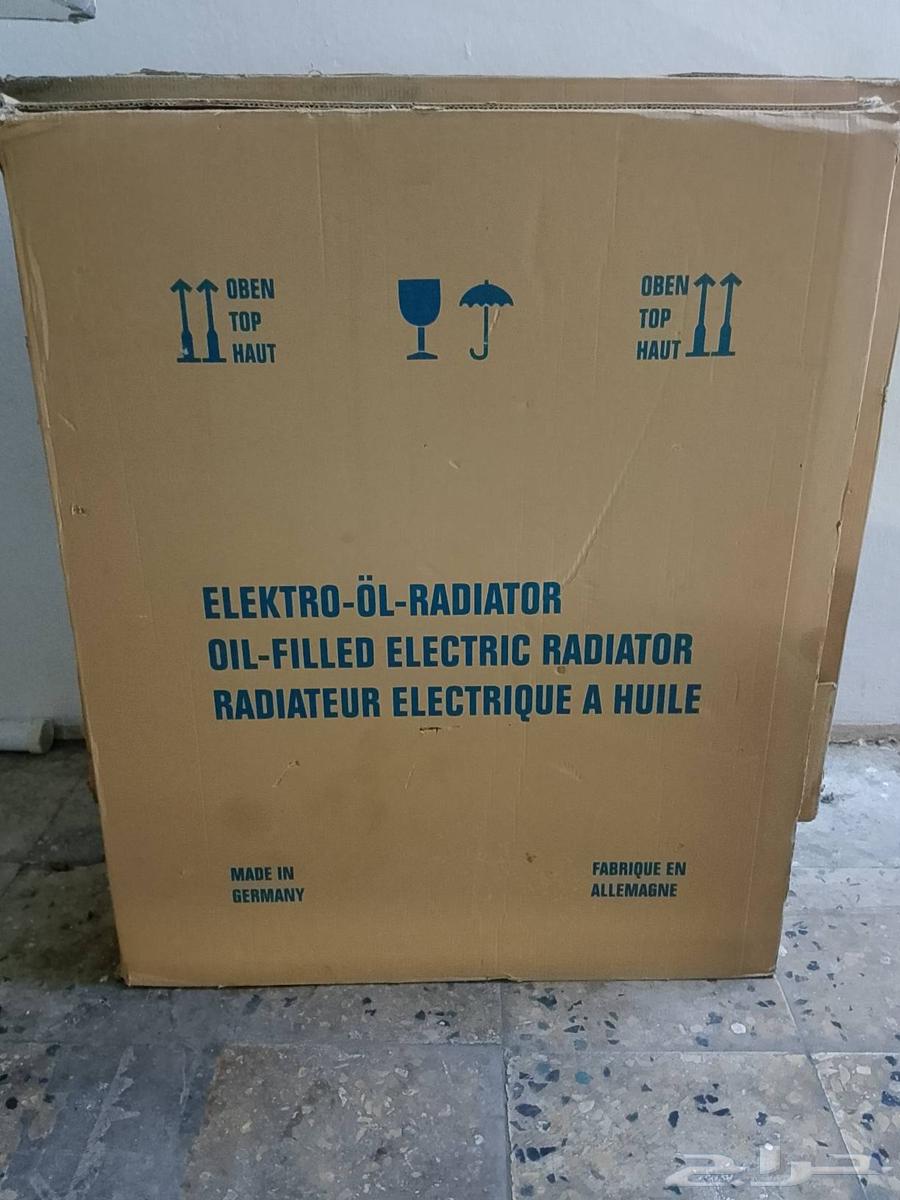 OBEN
TOP
HAUT
OBEN
TOP
HAUT
ELEKTRO-ÖL-RADIATOR
OIL-FILLED ELECTRIC RADIATOR
RADIATEUR ELECTRIQUE A HUILE
MADE IN
GERMANY
FABRIQUE EN
ALLEMAGNE
حراج